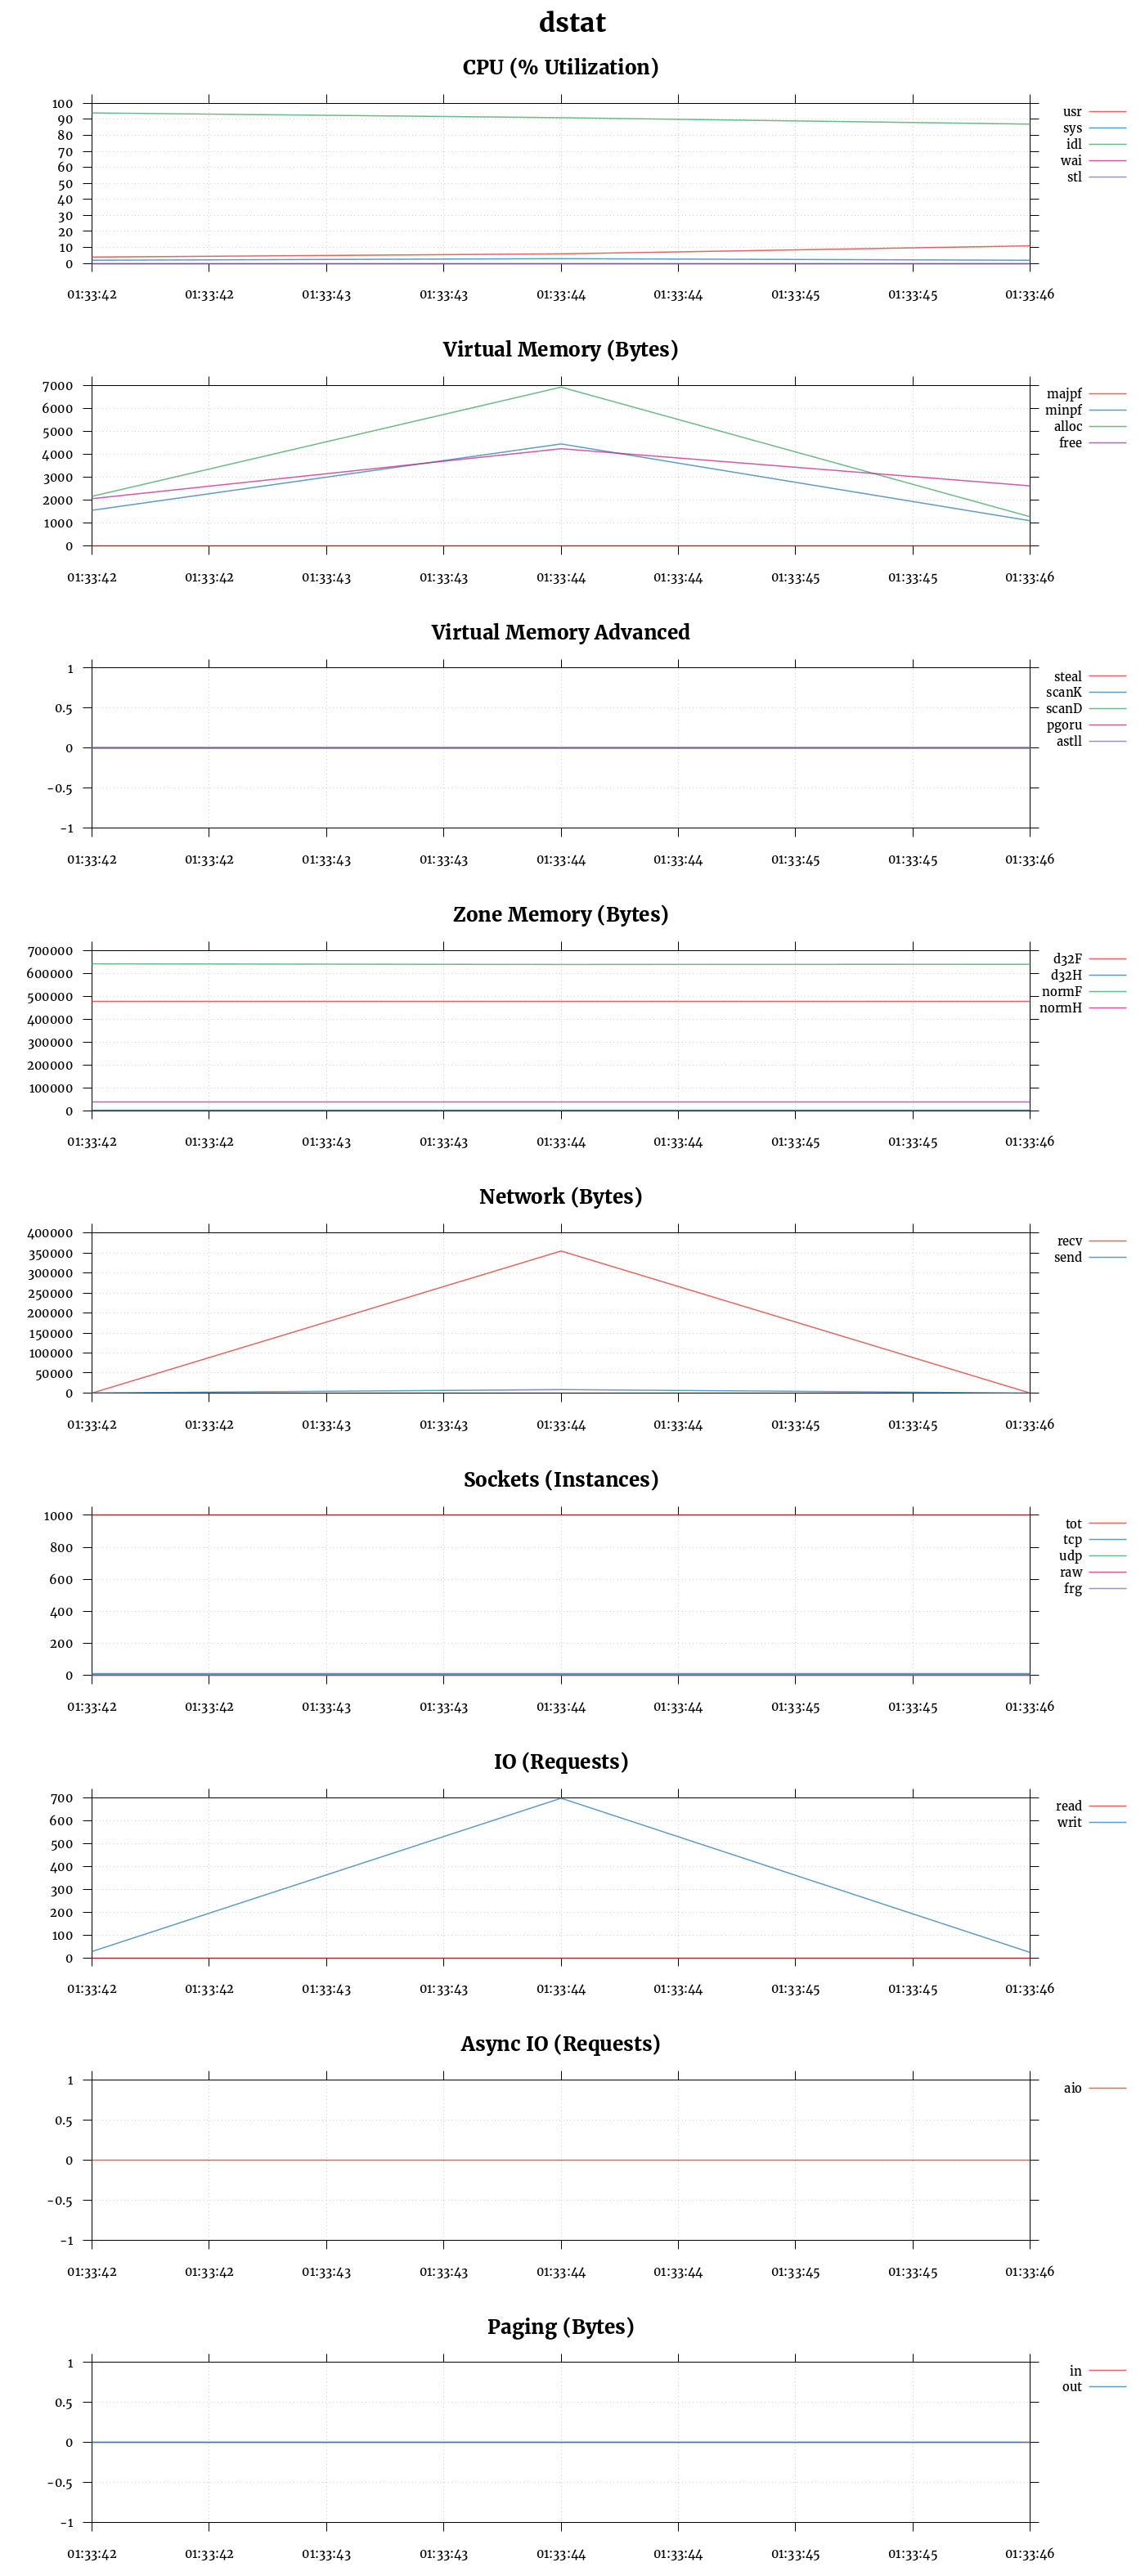 dstat
CPU (% Utilization)
100
90
80
70
60
50
40
30
20
10
0
usr
sys
idl
wai
stl
01:33:42 01:33:42 01:33:43 01:33:43 01:33:44 01:33:44 01:33:45 01:33:45 01:33:46
Virtual Memory (Bytes)
7000
6000
5000
4000
3000
2000
1000
0
majpf
minpf
alloc
free
01:33:42 01:33:42 01:33:43 01:33:43 01:33:44 01:33:44 01:33:45 01:33:45 01:33:46
Virtual Memory Advanced
1
0.5
0
-0.5
-1
steal
scanK
scanD
pgoru
astll
01:33:42 01:33:42 01:33:43 01:33:43 01:33:44 01:33:44 01:33:45 01:33:45 01:33:46
Zone Memory (Bytes)
700000
600000
500000
400000
300000
200000
100000
0
d32F
d32H
normF
normH
01:33:42 01:33:42 01:33:43 01:33:43 01:33:44 01:33:44 01:33:45 01:33:45 01:33:46
Network (Bytes)
400000
350000
300000
250000
200000
150000
100000
50000
0
recv
send
01:33:42 01:33:42 01:33:43 01:33:43 01:33:44 01:33:44 01:33:45 01:33:45 01:33:46
Sockets (Instances)
1000
800
600
400
200
0
tot
tcp
udp
raw
frg
01:33:42 01:33:42 01:33:43 01:33:43 01:33:44 01:33:44 01:33:45 01:33:45 01:33:46
IO (Requests)
700
600
500
400
300
200
100
0
read
writ
01:33:42 01:33:42 01:33:43 01:33:43 01:33:44 01:33:44 01:33:45 01:33:45 01:33:46
Async IO (Requests)
1
0.5
0
-0.5
-1
aio
01:33:42 01:33:42 01:33:43 01:33:43 01:33:44 01:33:44 01:33:45 01:33:45 01:33:46
Paging (Bytes)
1
0.5
0
-0.5
-1
in
out
01:33:42 01:33:42 01:33:43 01:33:43 01:33:44 01:33:44 01:33:45 01:33:45 01:33:46